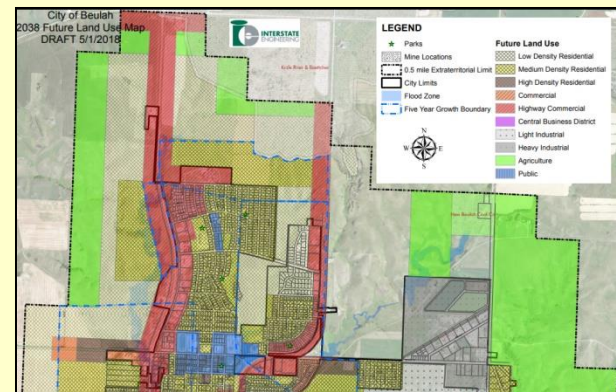 City of Beulah
2038 Future Land Use Map
DRAFT 5/1/2018
INTERSTATE
ENGINEERING
LEGEND
Parks
Mine Locations
0.5 mile Extraterritorial Limit
City Limits
Flood Zone
Five Year Growth Boundary
N
W
E
S
Future Land Use
Low Density Residential
Medium Density Residential
High Density Residential
Commercial
Highway Commercial
Central Business District
Light Industrial
Heavy Industrial
Agriculture
Public